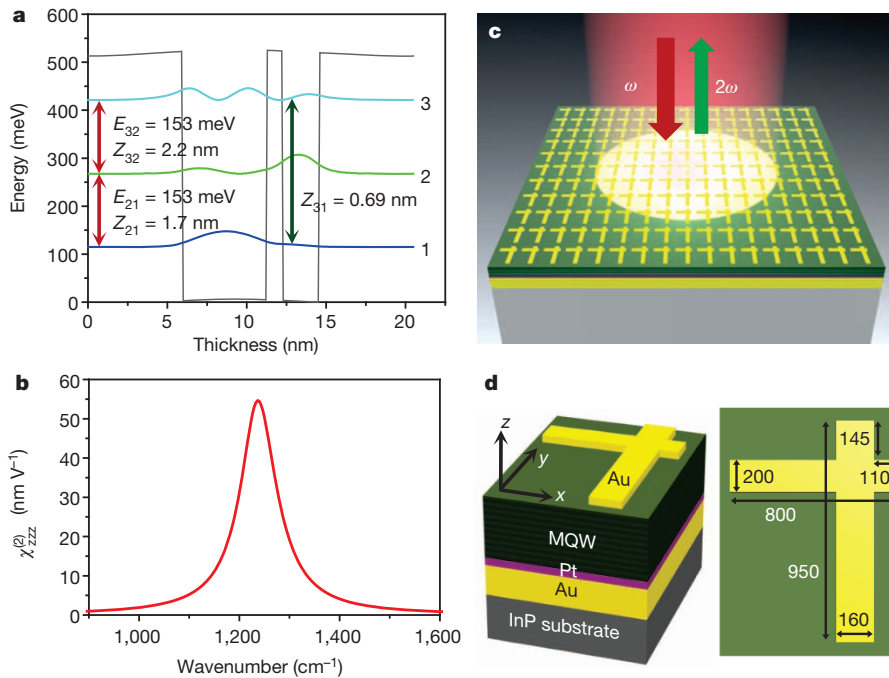 a
600
500
400
300
200
100
0
Energy (meV)
0
5
10
15
20
Thickness (nm)
E32 = 153 meV
Z32 = 2.2 nm
E21 = 153 meV
Z21 = 1.7 nm
Z31 = 0.69 nm
3
2
1
b
60
50
40
30
20
10
0
χ(2)zzz (nm V−1)
1,000
1,200
1,400
1,600
Wavenumber (cm−1)
c
ω
2ω
d
z
y
x
Au
MQW
Pt
Au
InP substrate
145
200
110
800
950
160